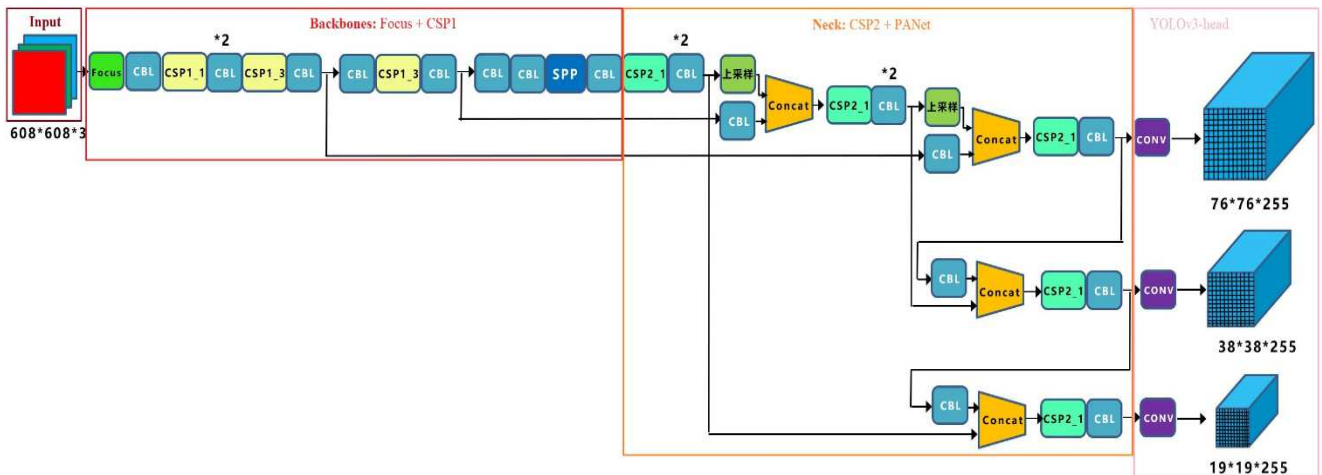 Input
608*608*3
Backbones: Focus + CSP1
*2
Focus
CBL
CSP1_1
CBL
CSP1_3
CBL
CBL
CSP1_3
CBL
CBL
CBL
SPP
CBL
Neck: CSP2 + PANet
*2
CSP2_1
CBL
上采样
CBL
Concat
*2
CSP2_1
CBL
上采样
CBL
Concat
CSP2_1
CBL
CBL
Concat
CSP2_1
CBL
CBL
Concat
CSP2_1
CBL
YOLOv3-head
CONV
76*76*255
CONV
38*38*255
CONV
19*19*255